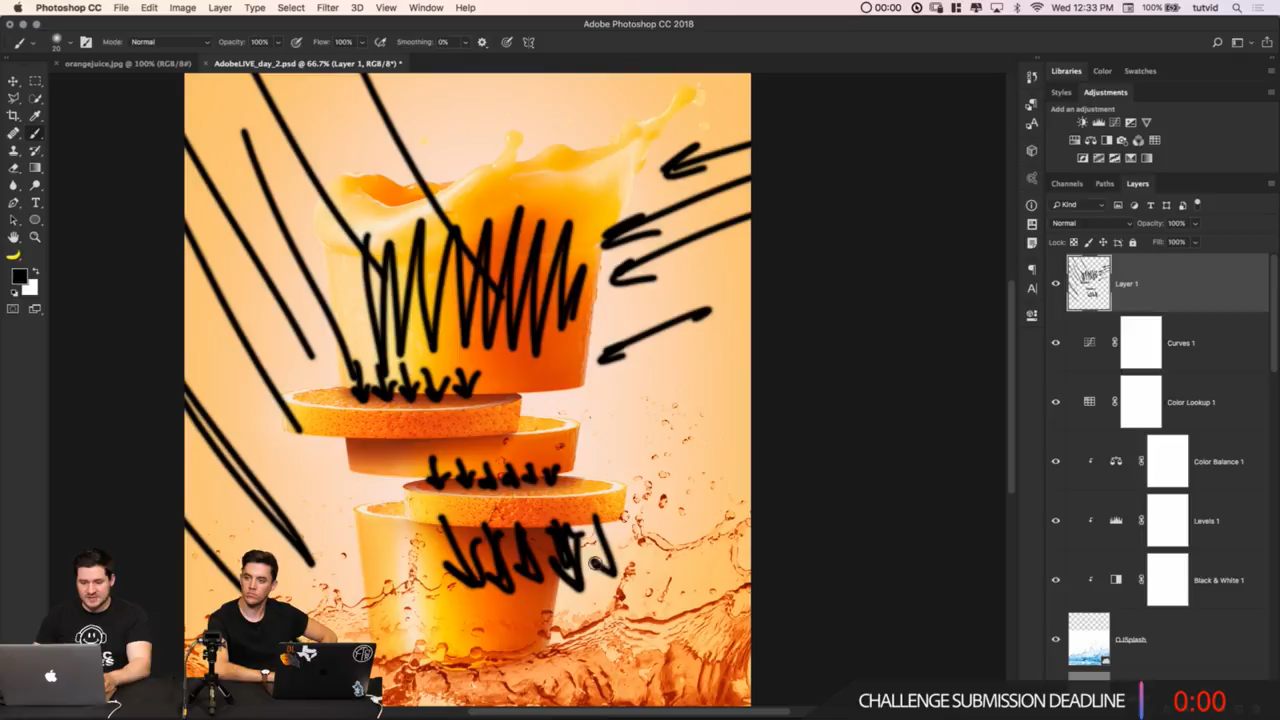 Photoshop CC File Edit Image Layer Type Select Filter 3D View Window Help 00:00 100% Wed 12:33 PM tutvid
Adobe Photoshop CC 2018
20 Mode: Normal Opacity: 100% Flow: 100% Smoothing: 0%
× orangejuice.jpg @ 100% (RGB/8#) × AdobeLIVE_day_2.psd @ 66.7% (Layer 1, RGB/8*) *
Libraries Color Swatches
Styles Adjustments
Add an adjustment
Channels Paths Layers
Kind
Normal Opacity: 100%
Lock: Fill: 100%
Layer 1
Curves 1
Color Lookup 1
Color Balance 1
Levels 1
Black & White 1
OJSplash
CHALLENGE SUBMISSION DEADLINE 0:00